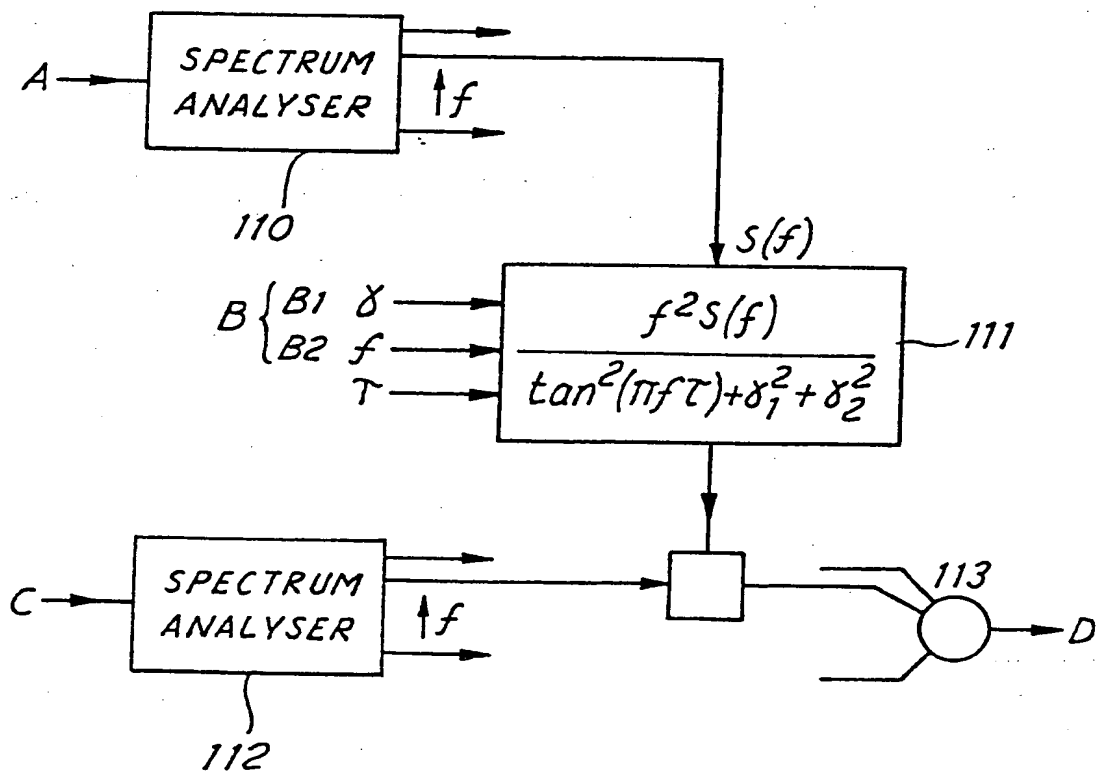 A
SPECTRUM
ANALYSER
f
110
S(f)
B { B1 γ
B2 f
τ
f²S(f)
tan²(πfτ)+γ₁²+γ₂²
111
C
SPECTRUM
ANALYSER
f
112
113
D